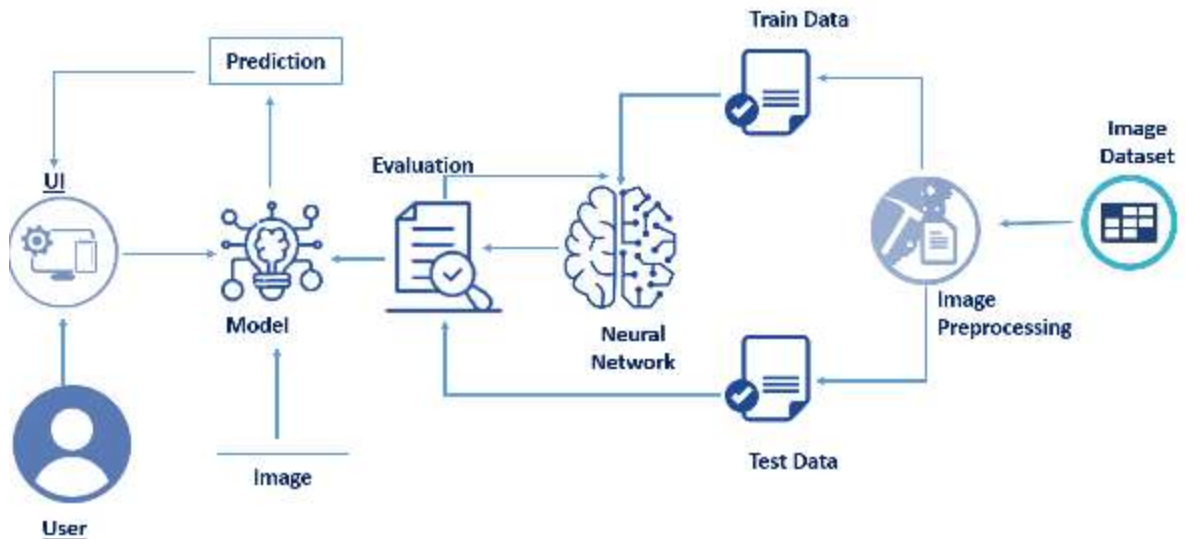 Train Data
Prediction
Image
Dataset
Evaluation
UI
Image
Preprocessing
Model
Neural
Network
Test Data
Image
User